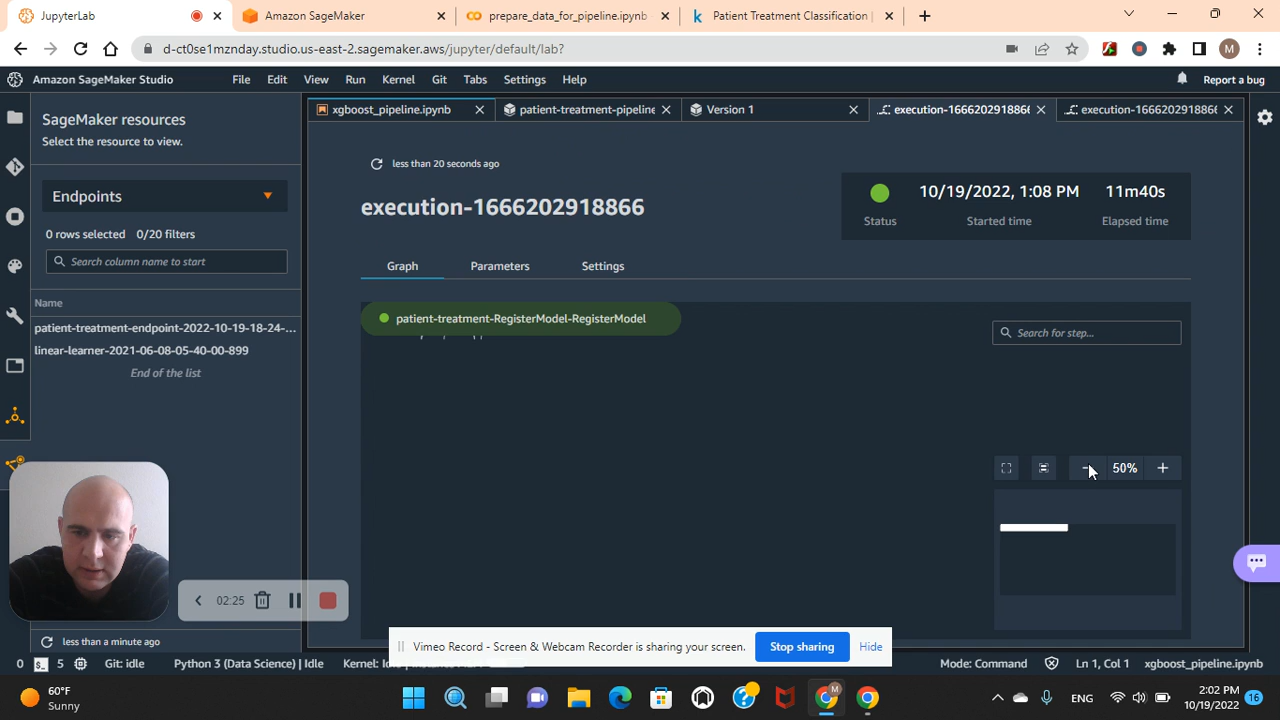 JupyterLab
Amazon SageMaker
prepare_data_for_pipeline.ipynb
Patient Treatment Classification
d-ct0se1mznday.studio.us-east-2.sagemaker.aws/jupyter/default/lab?
M
Amazon SageMaker Studio
File
Edit
View
Run
Kernel
Git
Tabs
Settings
Help
Report a bug
xgboost_pipeline.ipynb
patient-treatment-pipeline
Version 1
execution-1666202918866
execution-1666202918866
SageMaker resources
Select the resource to view.
Endpoints
0 rows selected 0/20 filters
Search column name to start
Name
patient-treatment-endpoint-2022-10-19-18-24-...
linear-learner-2021-06-08-05-40-00-899
End of the list
less than a minute ago
less than 20 seconds ago
execution-1666202918866
Status
10/19/2022, 1:08 PM
Started time
11m40s
Elapsed time
Graph
Parameters
Settings
patient-treatment-RegisterModel-RegisterModel
Search for step...
50%
02:25
Vimeo Record - Screen & Webcam Recorder is sharing your screen.
Stop sharing
Hide
0
5
Git: idle
Python 3 (Data Science) | Idle
Mode: Command
Ln 1, Col 1
xgboost_pipeline.ipynb
60°F
Sunny
ENG
2:02 PM
10/19/2022
16